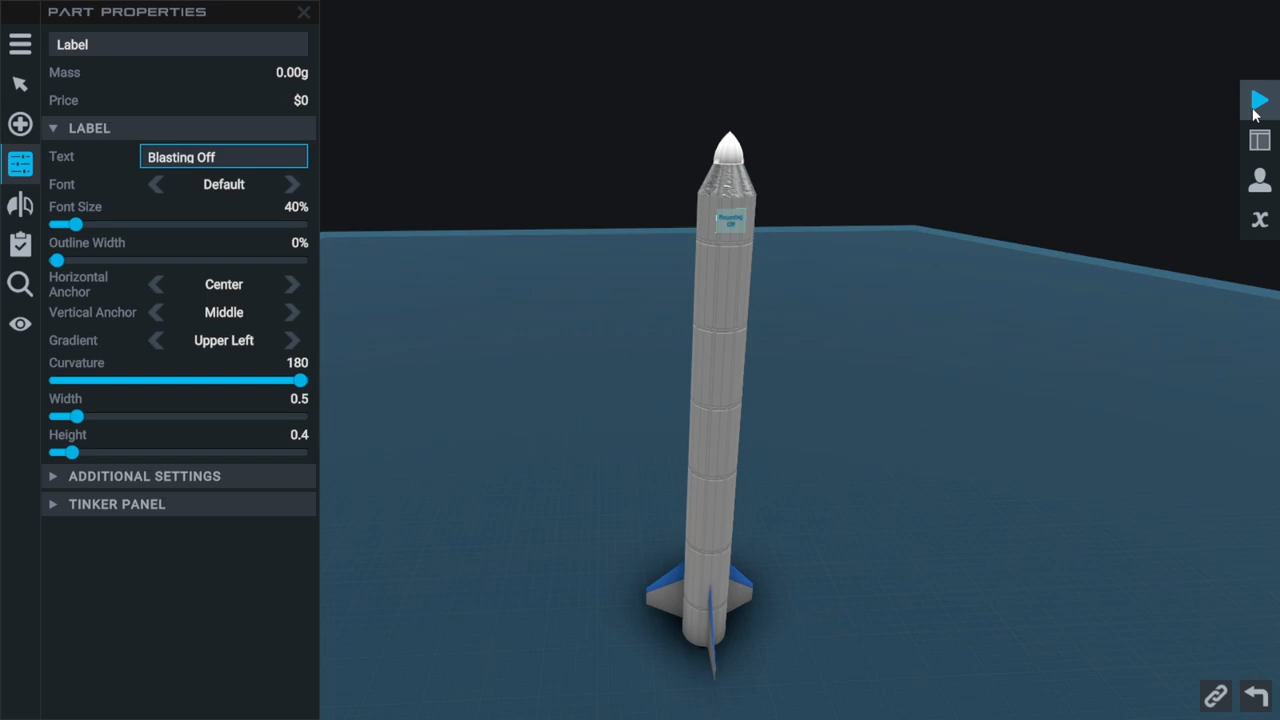 PART PROPERTIES
Label
Mass 0.00g
Price $0
LABEL
Text Blasting Off
Font Default
Font Size 40%
Outline Width 0%
Horizontal
Anchor Center
Vertical Anchor Middle
Gradient Upper Left
Curvature 180
Width 0.5
Height 0.4
ADDITIONAL SETTINGS
TINKER PANEL